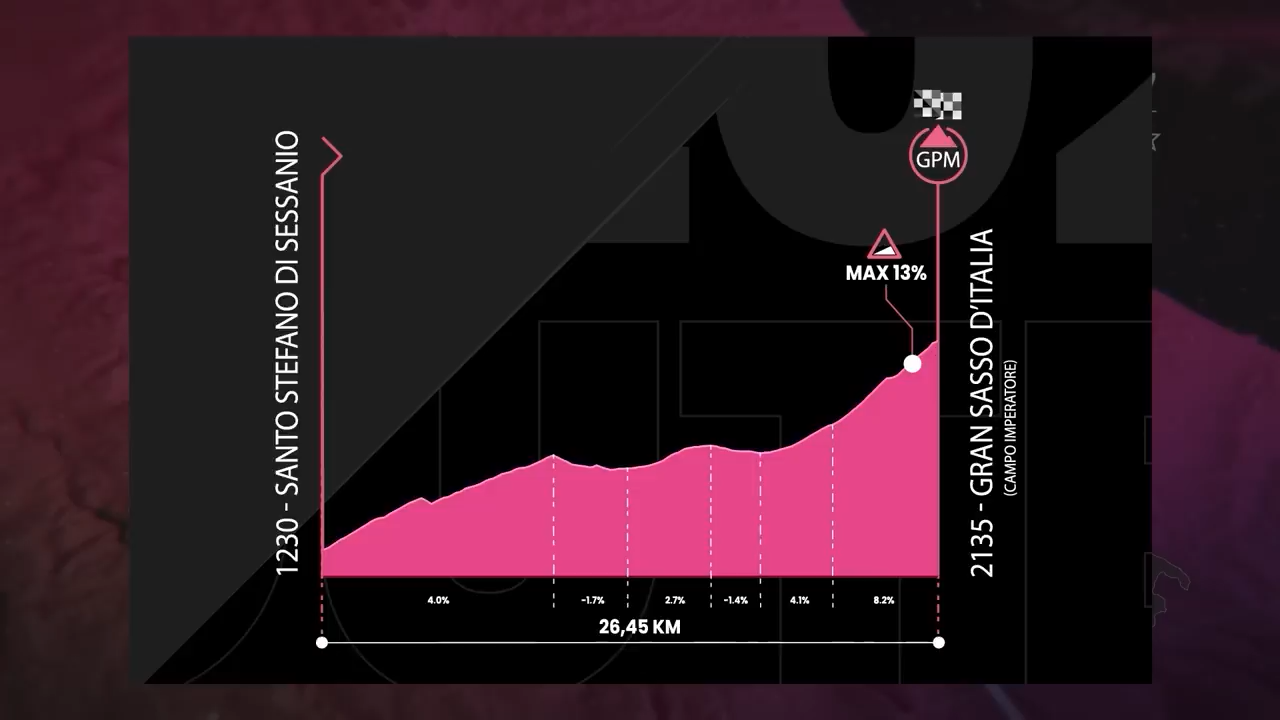 1230 - SANTO STEFANO DI SESSANIO
GPM
MAX 13%
2135 - GRAN SASSO D'ITALIA
(CAMPO IMPERATORE)
4.0%
-1.7%
2.7%
-1.4%
4.1%
8.2%
26,45 KM